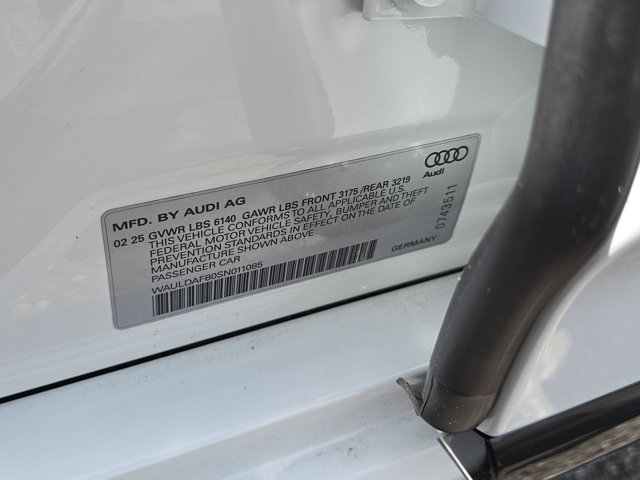 MFD. BY AUDI AG
02 25 GVWR LBS 6140 GAWR LBS FRONT 3175 /REAR 3219
THIS VEHICLE CONFORMS TO ALL APPLICABLE U.S.
FEDERAL MOTOR VEHICLE SAFETY, BUMPER AND THEFT
PREVENTION STANDARDS IN EFFECT ON THE DATE OF
MANUFACTURE SHOWN ABOVE
PASSENGER CAR
WAULDAF80SN011085
Audi
0743511
GERMANY